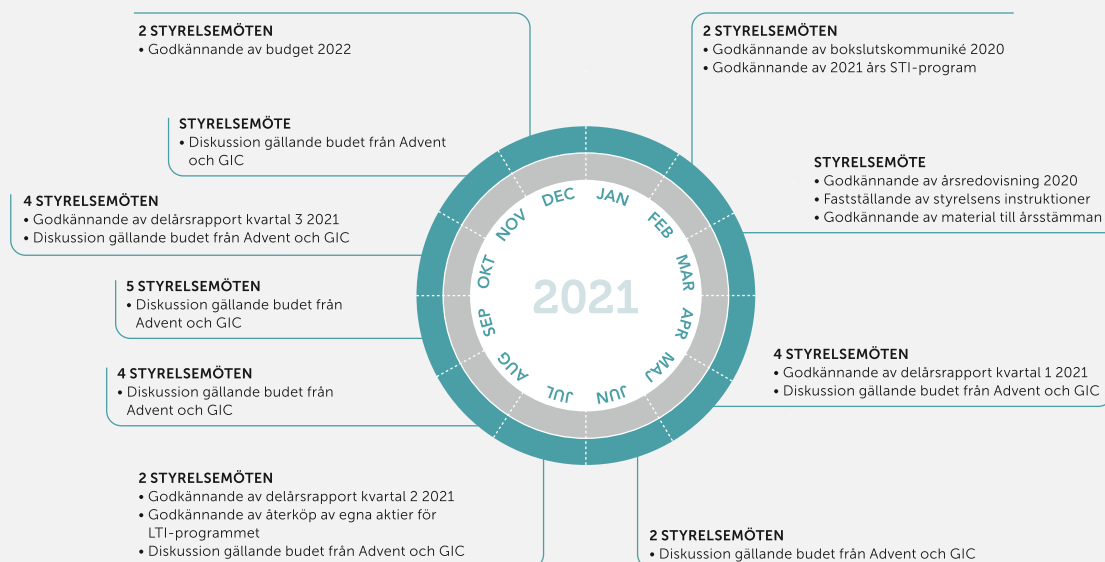 2 STYRELSEMÖTEN
• Godkännande av budget 2022
2 STYRELSEMÖTEN
• Godkännande av bokslutskommuniké 2020
• Godkännande av 2021 års STI-program
STYRELSEMÖTE
• Diskussion gällande budet från Advent
och GIC
STYRELSEMÖTE
• Godkännande av årsredovisning 2020
• Fastställande av styrelsens instruktioner
• Godkännande av material till årsstämman
4 STYRELSEMÖTEN
• Godkännande av delårsrapport kvartal 3 2021
• Diskussion gällande budet från Advent och GIC
5 STYRELSEMÖTEN
• Diskussion gällande budet från
Advent och GIC
4 STYRELSEMÖTEN
• Godkännande av delårsrapport kvartal 1 2021
• Diskussion gällande budet från Advent och GIC
4 STYRELSEMÖTEN
• Diskussion gällande budet från
Advent och GIC
2 STYRELSEMÖTEN
• Godkännande av delårsrapport kvartal 2 2021
• Godkännande av återköp av egna aktier för
LTI-programmet
• Diskussion gällande budet från Advent och GIC
2 STYRELSEMÖTEN
• Diskussion gällande budet från Advent och GIC
JAN
FEB
MAR
APR
MAJ
JUN
JUL
AUG
SEP
OKT
NOV
DEC
2021